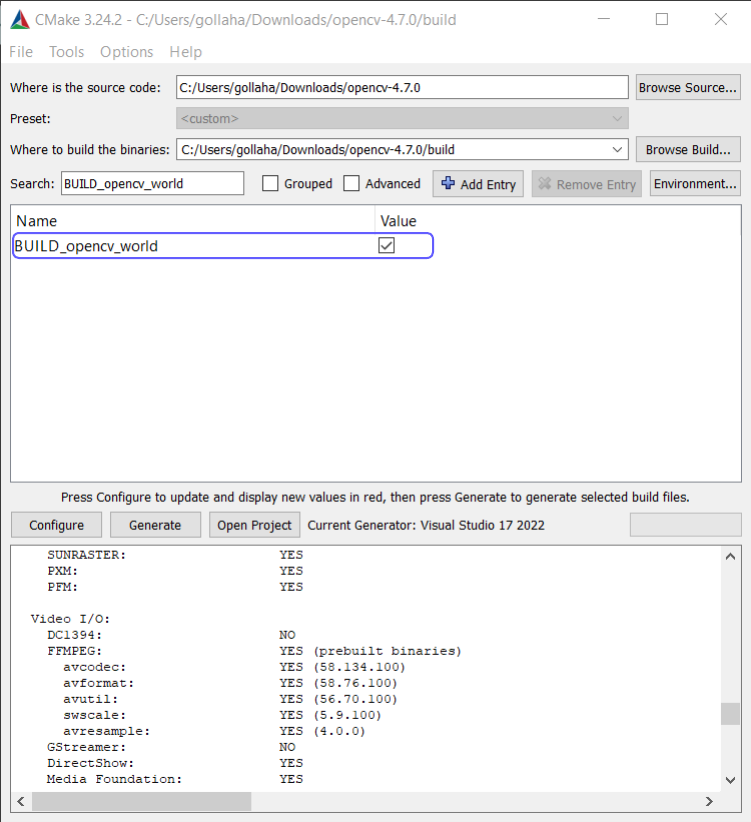 CMake 3.24.2 - C:/Users/gollaha/Downloads/opencv-4.7.0/build
File Tools Options Help
Where is the source code: C:/Users/gollaha/Downloads/opencv-4.7.0 Browse Source...
Preset: <custom>
Where to build the binaries: C:/Users/gollaha/Downloads/opencv-4.7.0/build Browse Build...
Search: BUILD_opencv_world Grouped Advanced Add Entry Remove Entry Environment...
Name Value
BUILD_opencv_world
Press Configure to update and display new values in red, then press Generate to generate selected build files.
Configure Generate Open Project Current Generator: Visual Studio 17 2022
SUNRASTER: YES
PXM: YES
PFM: YES
Video I/O:
DC1394: NO
FFMPEG: YES (prebuilt binaries)
avcodec: YES (58.134.100)
avformat: YES (58.76.100)
avutil: YES (56.70.100)
swscale: YES (5.9.100)
avresample: YES (4.0.0)
GStreamer: NO
DirectShow: YES
Media Foundation: YES